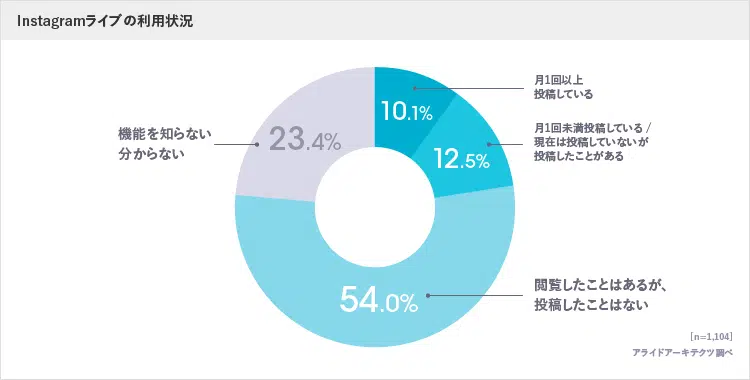 Instagramライブの利用状況
月1回以上
投稿している
10.1%
月1回未満投稿している /
現在は投稿していないが
投稿したことがある
12.5%
機能を知らない
分からない
23.4%
54.0%
閲覧したことはあるが、
投稿したことはない
[n=1,104]
アライドアーキテクツ調べ